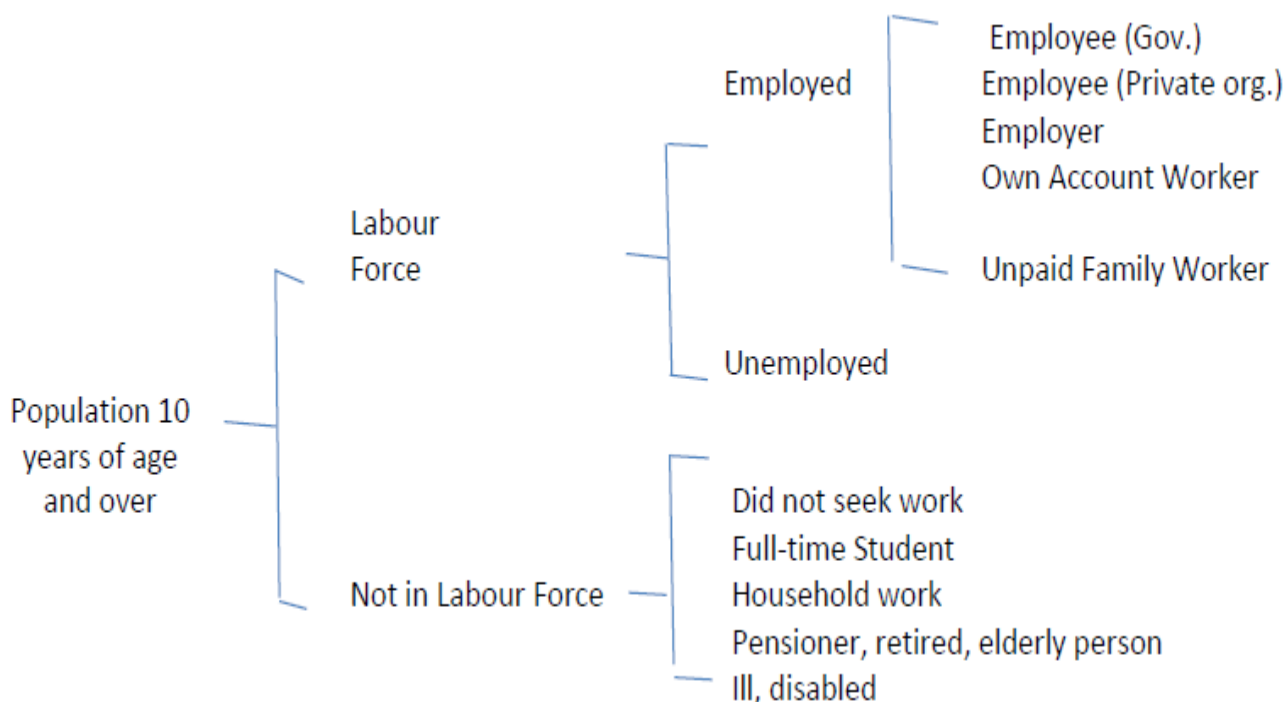 Employee (Gov.)
Employed
Employee (Private org.)
Employer
Own Account Worker
Labour
Force
Unpaid Family Worker
Unemployed
Population 10
years of age
and over
Did not seek work
Full-time Student
Not in Labour Force
Household work
Pensioner, retired, elderly person
Ill, disabled